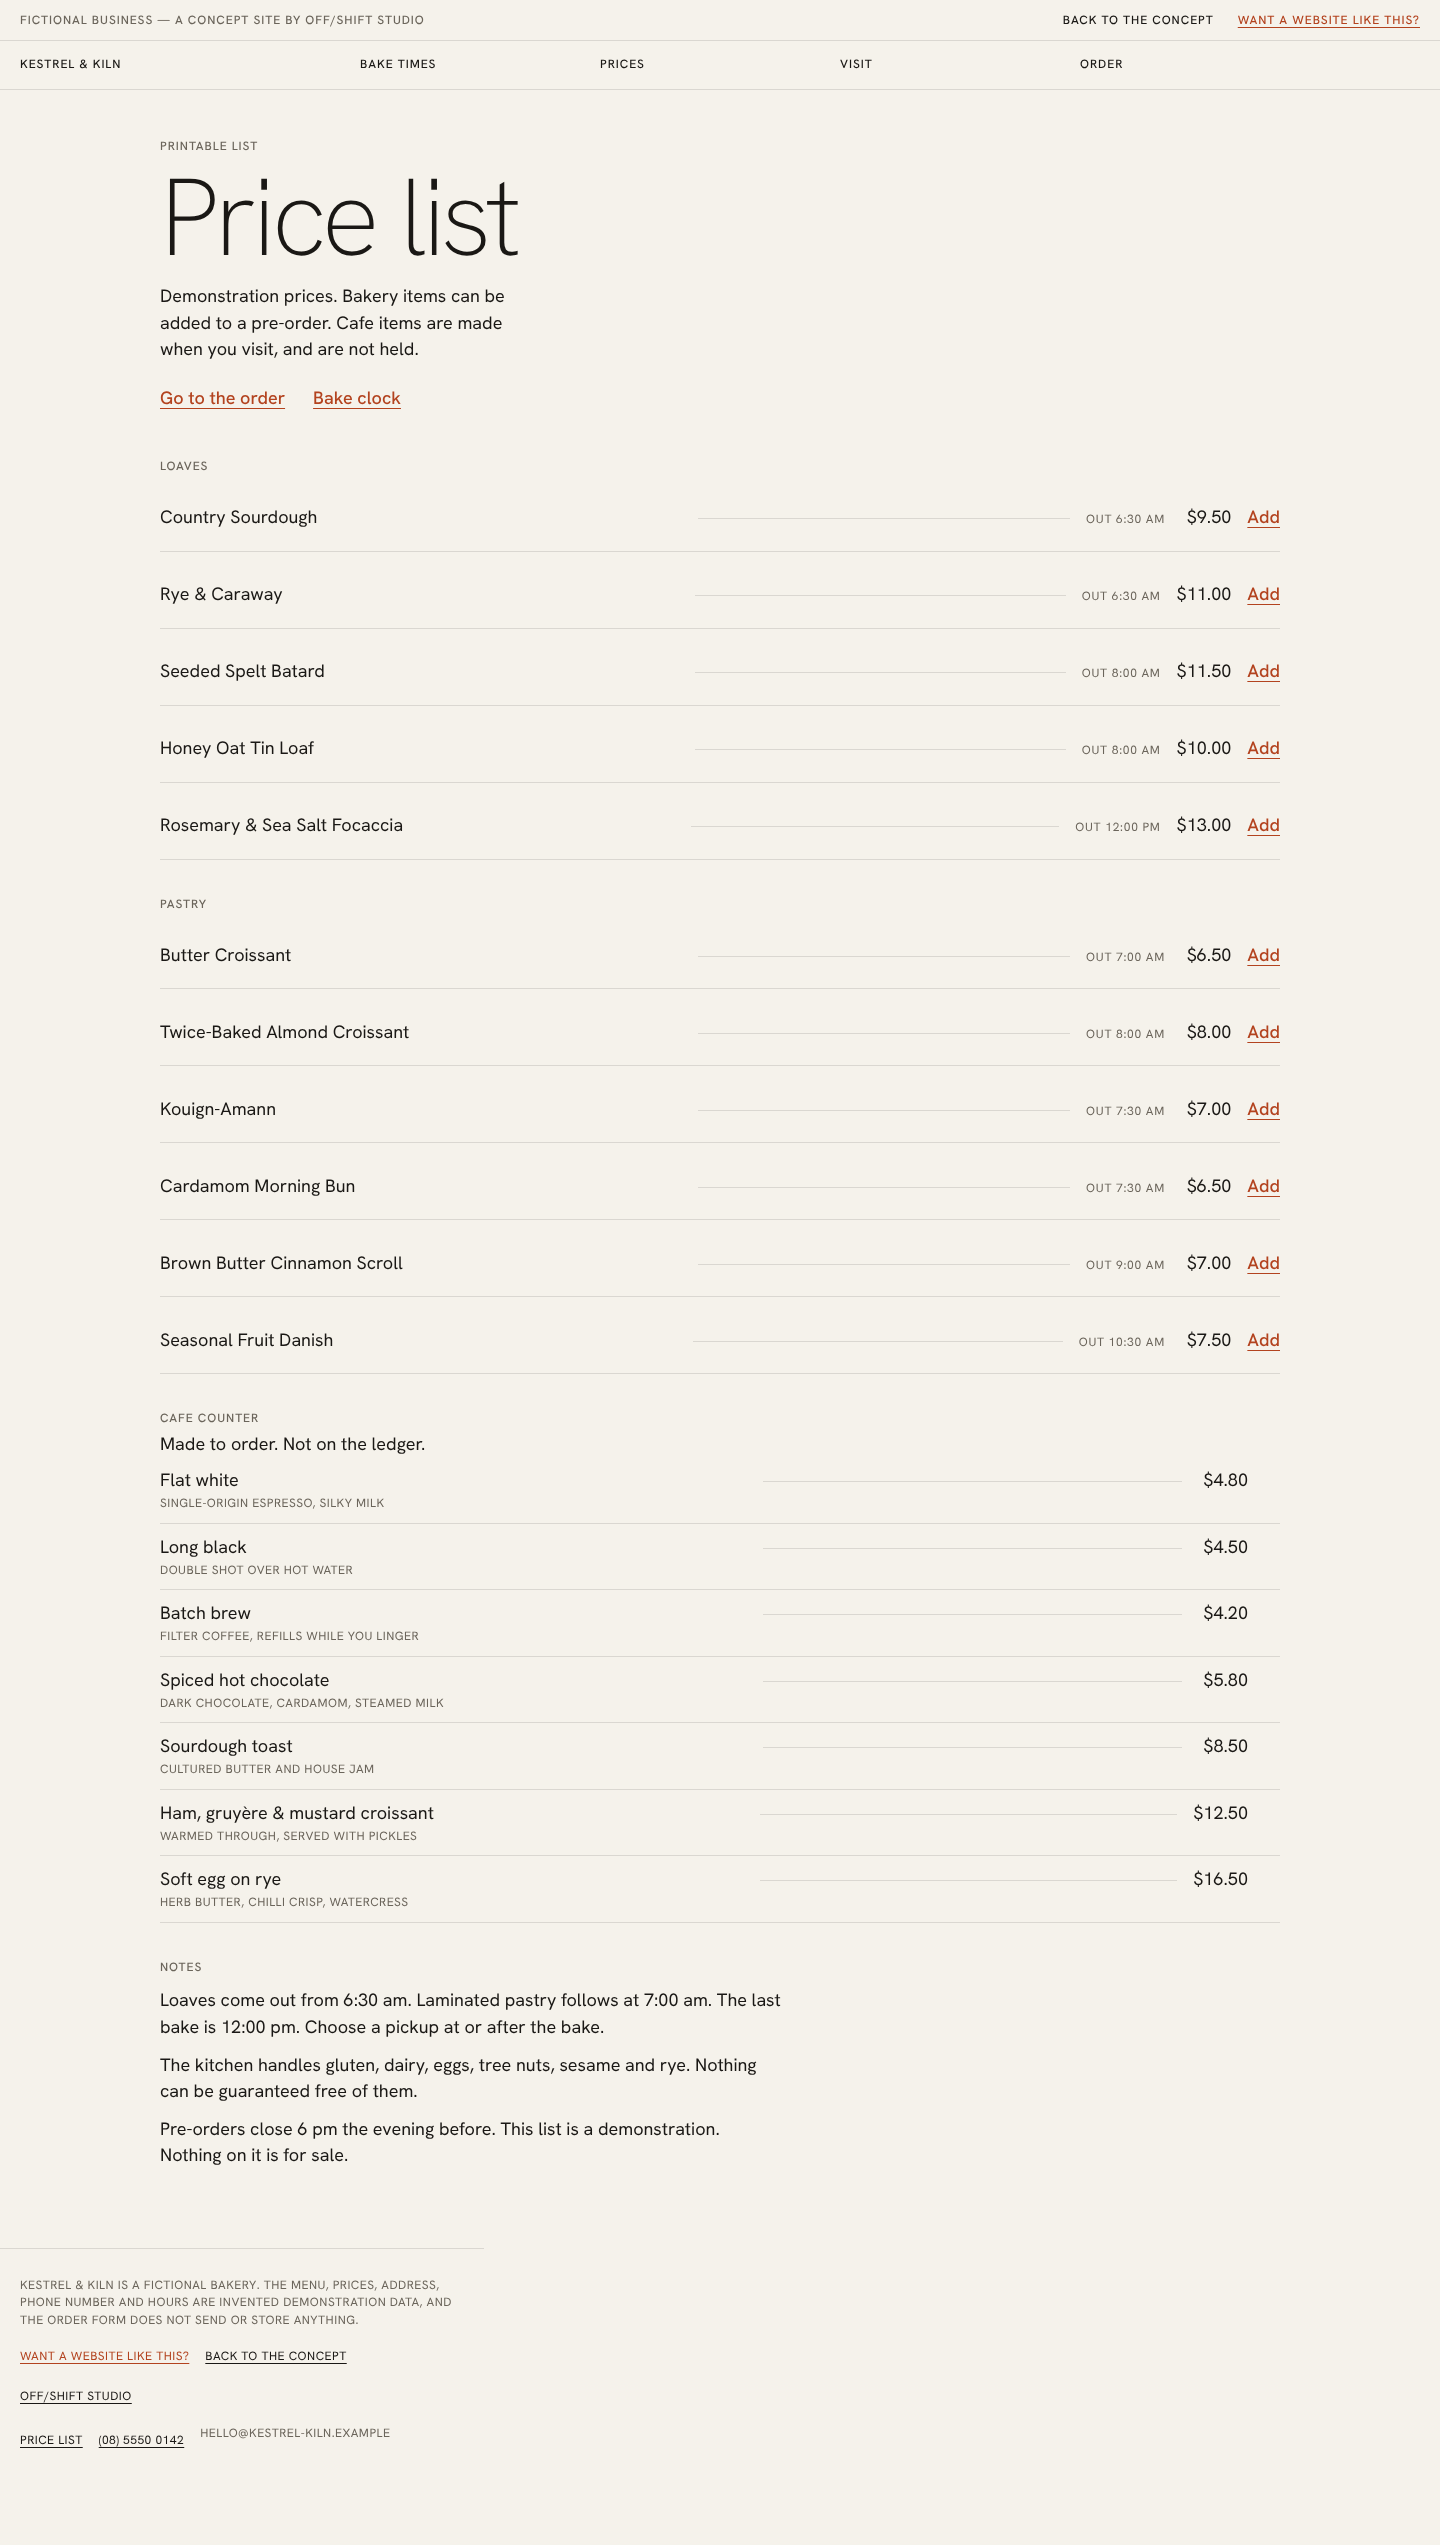 FICTIONAL BUSINESS — A CONCEPT SITE BY OFF/SHIFT STUDIO BACK TO THE CONCEPT WANT A WEBSITE LIKE THIS?
KESTREL & KILN BAKE TIMES PRICES VISIT ORDER
PRINTABLE LIST
Price list
Demonstration prices. Bakery items can be
added to a pre-order. Cafe items are made
when you visit, and are not held.
Go to the order Bake clock
LOAVES
Country Sourdough OUT 6:30 AM $9.50 Add
Rye & Caraway OUT 6:30 AM $11.00 Add
Seeded Spelt Batard OUT 8:00 AM $11.50 Add
Honey Oat Tin Loaf OUT 8:00 AM $10.00 Add
Rosemary & Sea Salt Focaccia OUT 12:00 PM $13.00 Add
PASTRY
Butter Croissant OUT 7:00 AM $6.50 Add
Twice-Baked Almond Croissant OUT 8:00 AM $8.00 Add
Kouign-Amann OUT 7:30 AM $7.00 Add
Cardamom Morning Bun OUT 7:30 AM $6.50 Add
Brown Butter Cinnamon Scroll OUT 9:00 AM $7.00 Add
Seasonal Fruit Danish OUT 10:30 AM $7.50 Add
CAFE COUNTER
Made to order. Not on the ledger.
Flat white $4.80
SINGLE-ORIGIN ESPRESSO, SILKY MILK
Long black $4.50
DOUBLE SHOT OVER HOT WATER
Batch brew $4.20
FILTER COFFEE, REFILLS WHILE YOU LINGER
Spiced hot chocolate $5.80
DARK CHOCOLATE, CARDAMOM, STEAMED MILK
Sourdough toast $8.50
CULTURED BUTTER AND HOUSE JAM
Ham, gruyère & mustard croissant $12.50
WARMED THROUGH, SERVED WITH PICKLES
Soft egg on rye $16.50
HERB BUTTER, CHILLI CRISP, WATERCRESS
NOTES
Loaves come out from 6:30 am. Laminated pastry follows at 7:00 am. The last
bake is 12:00 pm. Choose a pickup at or after the bake.
The kitchen handles gluten, dairy, eggs, tree nuts, sesame and rye. Nothing
can be guaranteed free of them.
Pre-orders close 6 pm the evening before. This list is a demonstration.
Nothing on it is for sale.
KESTREL & KILN IS A FICTIONAL BAKERY. THE MENU, PRICES, ADDRESS,
PHONE NUMBER AND HOURS ARE INVENTED DEMONSTRATION DATA, AND
THE ORDER FORM DOES NOT SEND OR STORE ANYTHING.
WANT A WEBSITE LIKE THIS? BACK TO THE CONCEPT
OFF/SHIFT STUDIO
PRICE LIST (08) 5550 0142 HELLO@KESTREL-KILN.EXAMPLE